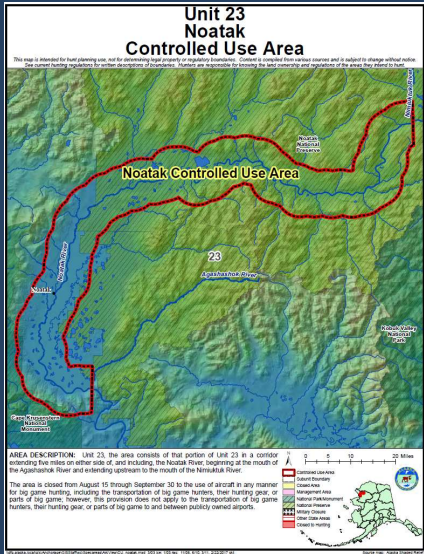 Unit 23
Noatak
Controlled Use Area
This map is intended for hunt planning use, not for determining legal property or regulatory boundaries. Content is compiled from various sources and is subject to change without notice.
See current hunting regulations for written descriptions of boundaries. Hunters are responsible for knowing the land ownership and regulations of the areas they intend to hunt.
Noatak
National
Preserve
Noatak Controlled Use Area
Noatak River
23
Agashashok River
Noatak
Kobuk Valley
National
Park
Cape Krusenstern
National
Monument
AREA DESCRIPTION: Unit 23, the area consists of that portion of Unit 23 in a corridor
extending five miles on either side of, and including, the Noatak River, beginning at the mouth of
the Agashashok River and extending upstream to the mouth of the Nimiuktuk River.
The area is closed from August 15 through September 30 to the use of aircraft in any manner
for big game hunting, including the transportation of big game hunters, their hunting gear, or
parts of big game; however, this provision does not apply to the transportation of big game
hunters, their hunting gear, or parts of big game to and between publicly owned airports.
0 5 10 20 Miles
Controlled Use Area
Subunit Boundary
Closed Area
Management Area
National Park/Monument
National Preserve
Military Closure
Other State Areas
Closed to Hunting